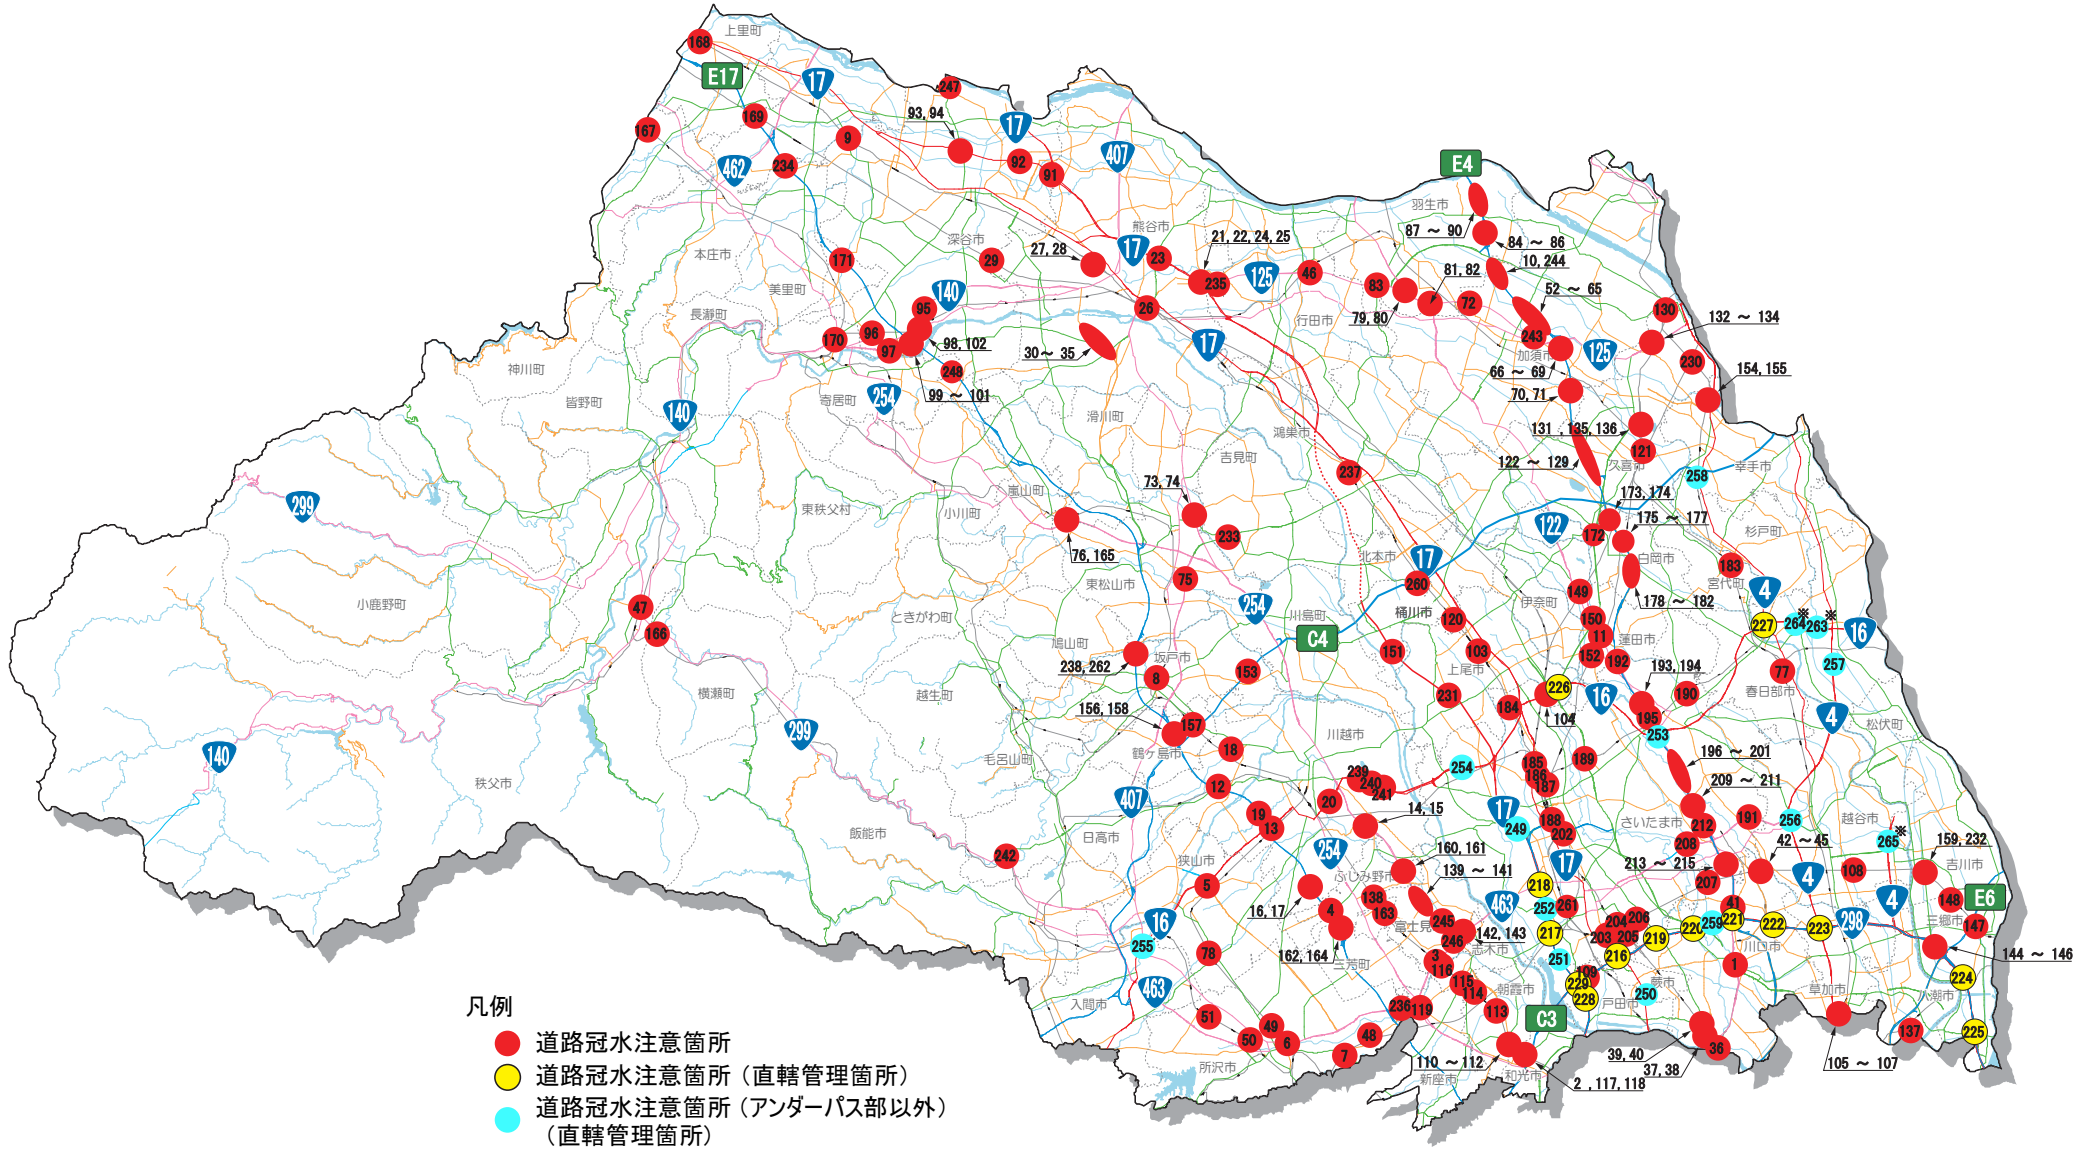 上里町
168
E17
17
247
93, 94
17
169
167
9
462
234
92
91
407
E4
羽生市
87 ～ 90
84 ～ 86
10, 244
熊谷市
21, 22, 24, 25
深谷市
27, 28
17
23
本庄市
171
29
235
125
46
83
81, 82
72
52 ～ 65
美里町
140
95
26
行田市
79, 80
243
加須市
130
132 ～ 134
長瀞町
170
96
97
98, 102
30～ 35
17
125
66 ～ 69
230
154, 155
神川町
248
99 ～ 101
皆野町
寄居町
254
70, 71
140
滑川町
鴻巣市
131 , 135, 136
121
吉見町
122 ～ 129
久喜市
幸手市
237
258
299
嵐山町
73, 74
173, 174
東秩父村
小川町
122
172
175 ～ 177
杉戸町
76, 165
233
北本市
17
白岡市
東松山市
75
260
183
宮代町
178 ～ 182
4
小鹿野町
47
ときがわ町
254
川島町
桶川市
伊奈町
149
150
120
11
蓮田市
227
264
※
263
※
16
166
鳩山町
C4
坂戸市
151
103
上尾市
152
192
257
238, 262
8
153
193, 194
77
横瀬町
越生町
231
226
16
190
春日部市
156, 158
157
184
104
195
4
松伏町
299
鶴ヶ島市
18
川越市
253
140
毛呂山町
254
185
189
196 ～ 201
秩父市
12
239
240
241
186
187
209 ～ 211
407
20
14, 15
17
19
13
249
188
202
さいたま市
212
191
256
越谷市
飯能市
日高市
208
265
※
159, 232
242
狭山市
254
160, 161
17
213 ～ 215
42 ～ 45
吉川市
5
ふじみ野市
139 ～ 141
218
207
4
108
16, 17
138
463
252
261
41
4
148
E6
16
4
163
富士見
245
204
206
259
221
222
223
298
三郷市
147
255
246
142, 143
217
203
205
219
220
78
162, 164
三芳町
3
志木市
251
216
川口市
144 ～ 146
463
116
109
1
224
入間市
115
114
朝霞市
229
228
戸田市
250
蕨市
草加市
八潮市
凡例
51
236
119
113
C3
道路冠水注意箇所
49
50
6
48
39, 40
36
137
225
道路冠水注意箇所（直轄管理箇所）
所沢市
7
110 ～ 112
新座市
和光市
2 , 117, 118
37, 38
105 ～ 107
道路冠水注意箇所（アンダーパス部以外）
（直轄管理箇所）